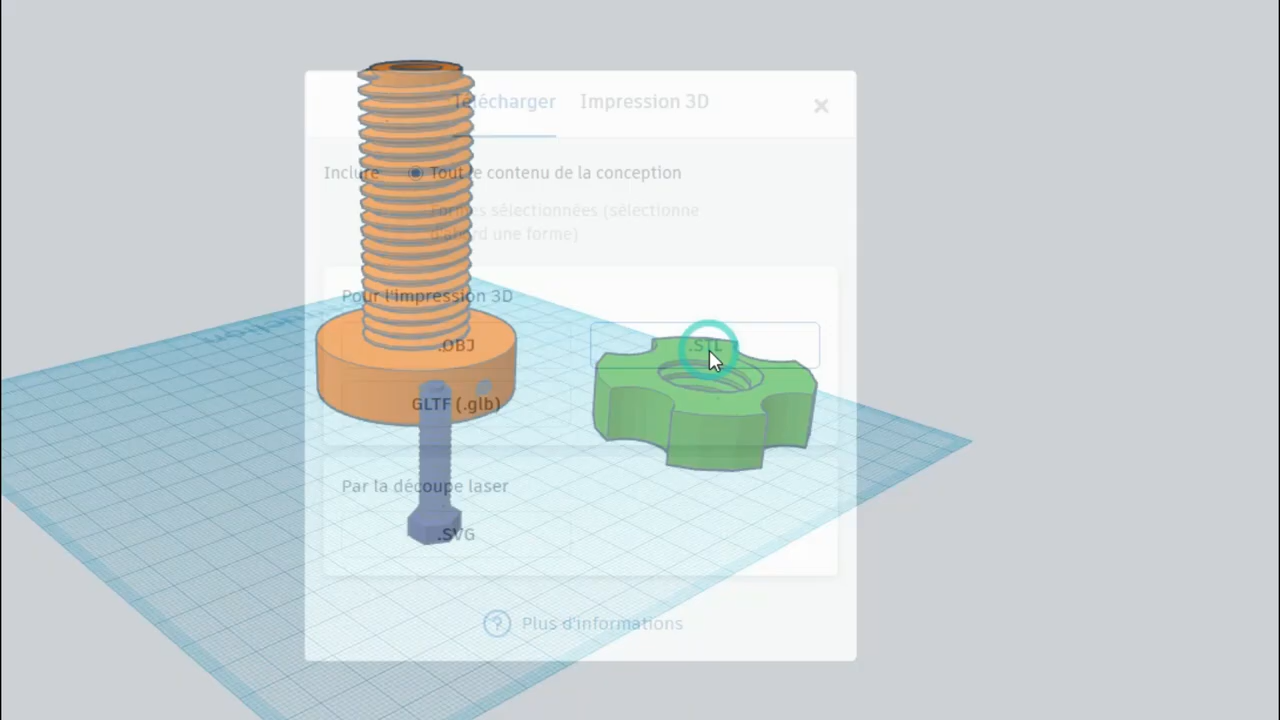 Télécharger Impression 3D
Inclure Tout le contenu de la conception
Formes sélectionnées (sélectionne
d'abord une forme)
Pour l'impression 3D
.OBJ .STL
GLTF (.glb)
Par la découpe laser
.SVG
? Plus d'informations